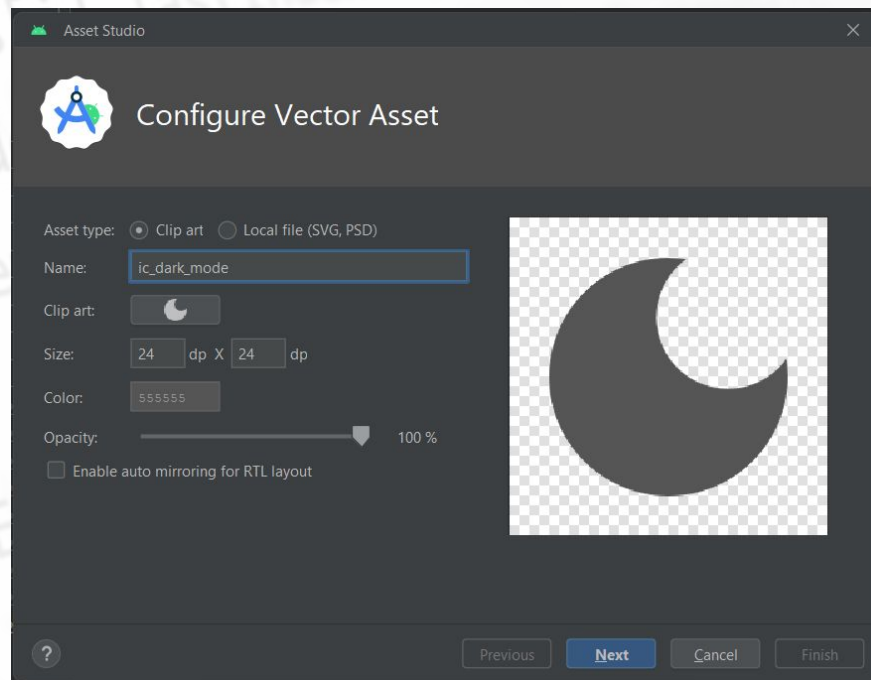 Asset Studio
Configure Vector Asset
Asset type: Clip art Local file (SVG, PSD)
Name: ic_dark_mode
Clip art:
Size: 24 dp X 24 dp
Color: 555555
Opacity: 100 %
Enable auto mirroring for RTL layout
? Previous Next Cancel Finish